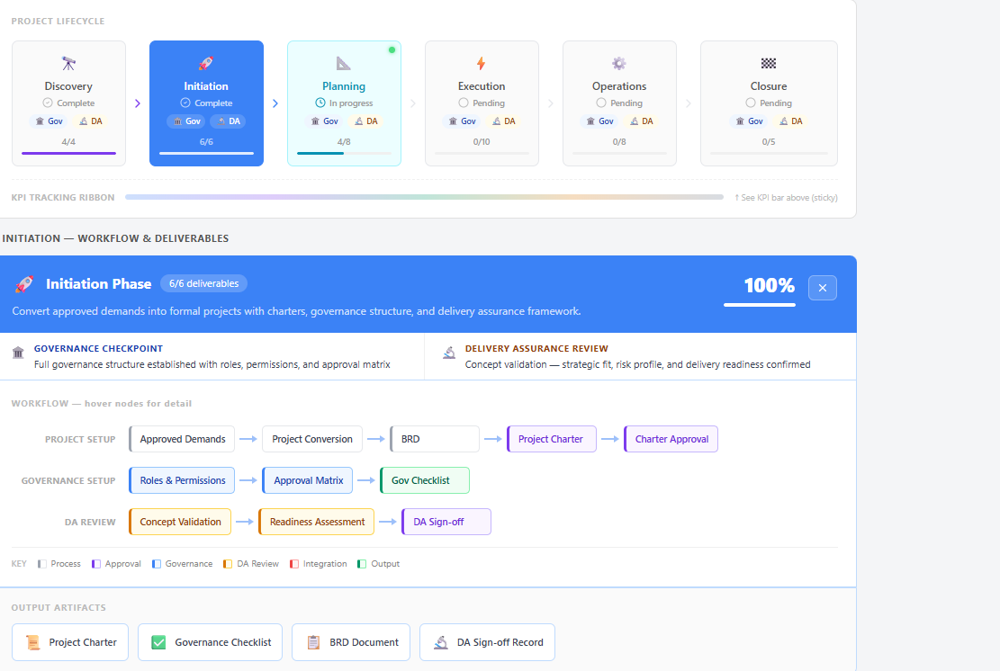 PROJECT LIFECYCLE
Discovery
Complete
Gov DA
4/4
Initiation
Complete
Gov DA
6/6
Planning
In progress
Gov DA
4/8
Execution
Pending
Gov DA
0/10
Operations
Pending
Gov DA
0/8
Closure
Pending
Gov DA
0/5
KPI TRACKING RIBBON
↑ See KPI bar above (sticky)
INITIATION — WORKFLOW & DELIVERABLES
Initiation Phase 6/6 deliverables
100%
Convert approved demands into formal projects with charters, governance structure, and delivery assurance framework.
GOVERNANCE CHECKPOINT
Full governance structure established with roles, permissions, and approval matrix
DELIVERY ASSURANCE REVIEW
Concept validation — strategic fit, risk profile, and delivery readiness confirmed
WORKFLOW — hover nodes for detail
PROJECT SETUP Approved Demands Project Conversion BRD Project Charter Charter Approval
GOVERNANCE SETUP Roles & Permissions Approval Matrix Gov Checklist
DA REVIEW Concept Validation Readiness Assessment DA Sign-off
KEY Process Approval Governance DA Review Integration Output
OUTPUT ARTIFACTS
Project Charter Governance Checklist BRD Document DA Sign-off Record